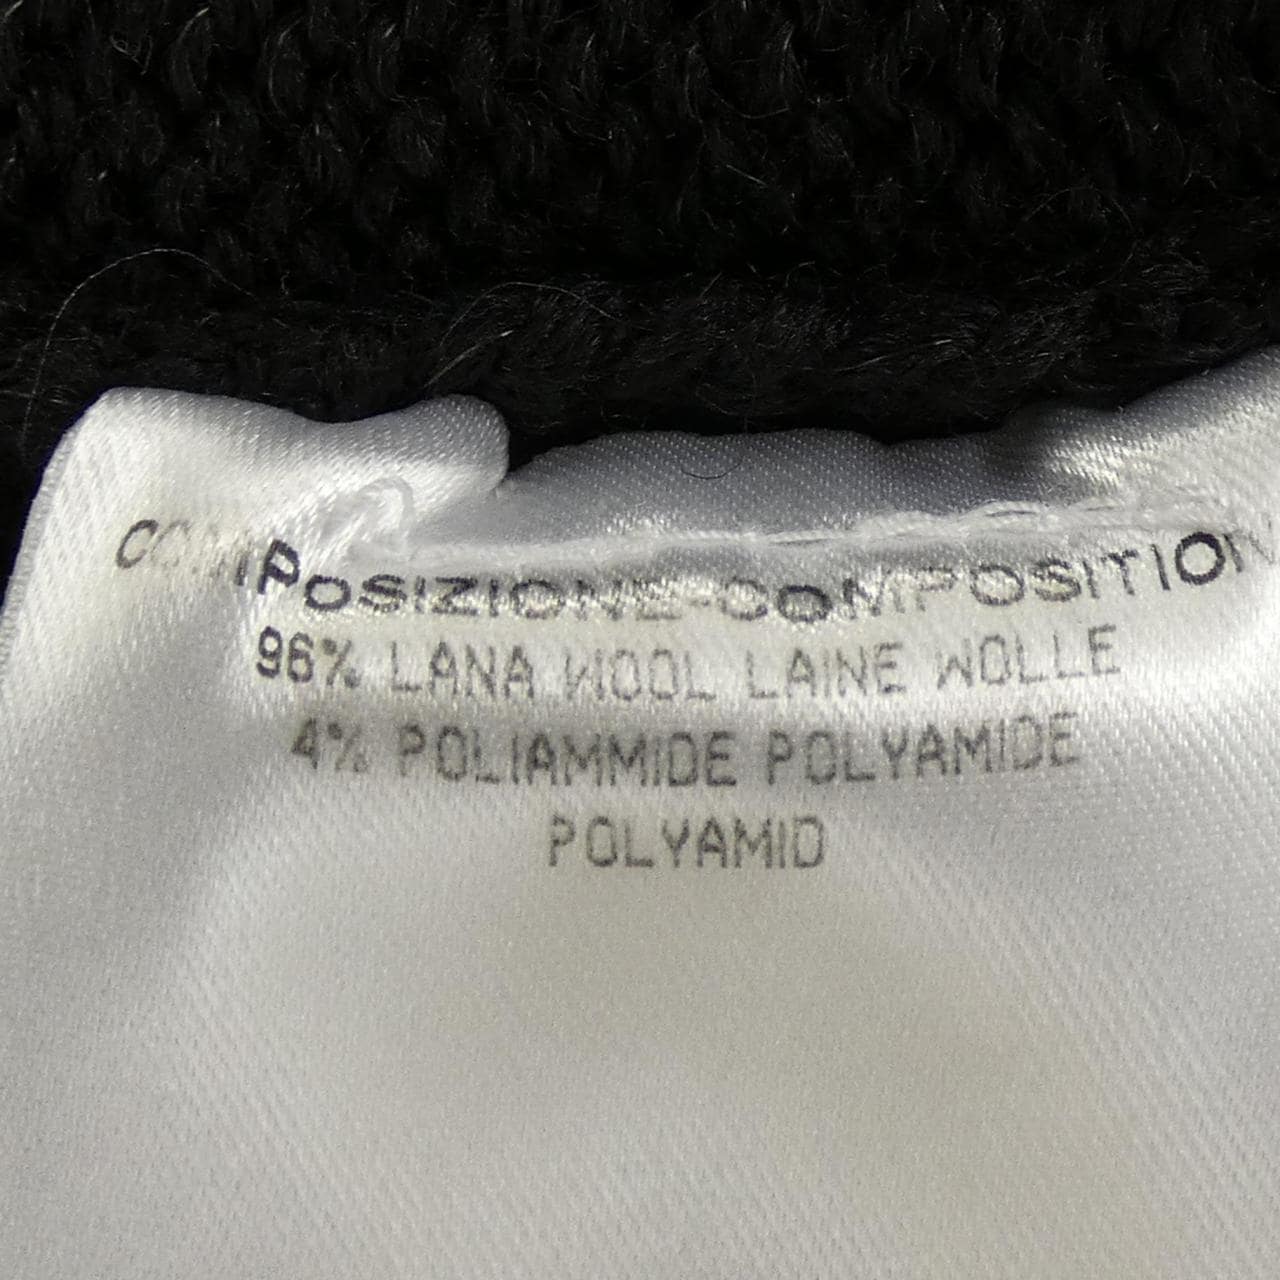 COMPOSIZIONE-COMPOSITION
96% LANA WOOL LAINE WOLLE
4% POLIAMMIDE POLYAMIDE
POLYAMID